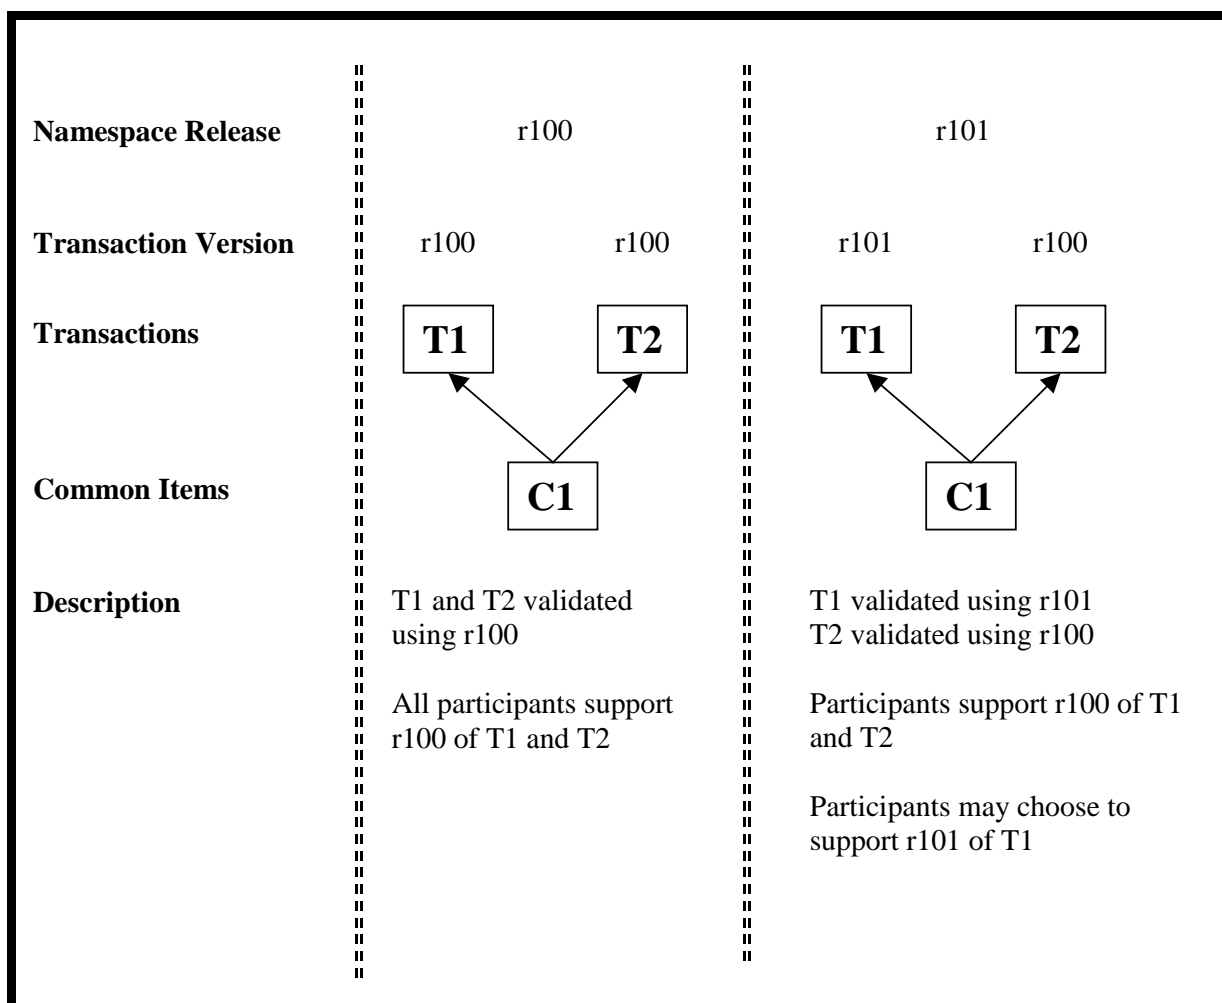 Namespace Release r100 r101
Transaction Version r100 r100 r101 r100
Transactions T1 T2 T1 T2
Common Items C1 C1
Description
T1 and T2 validated
using r100
All participants support
r100 of T1 and T2
T1 validated using r101
T2 validated using r100
Participants support r100 of T1
and T2
Participants may choose to
support r101 of T1